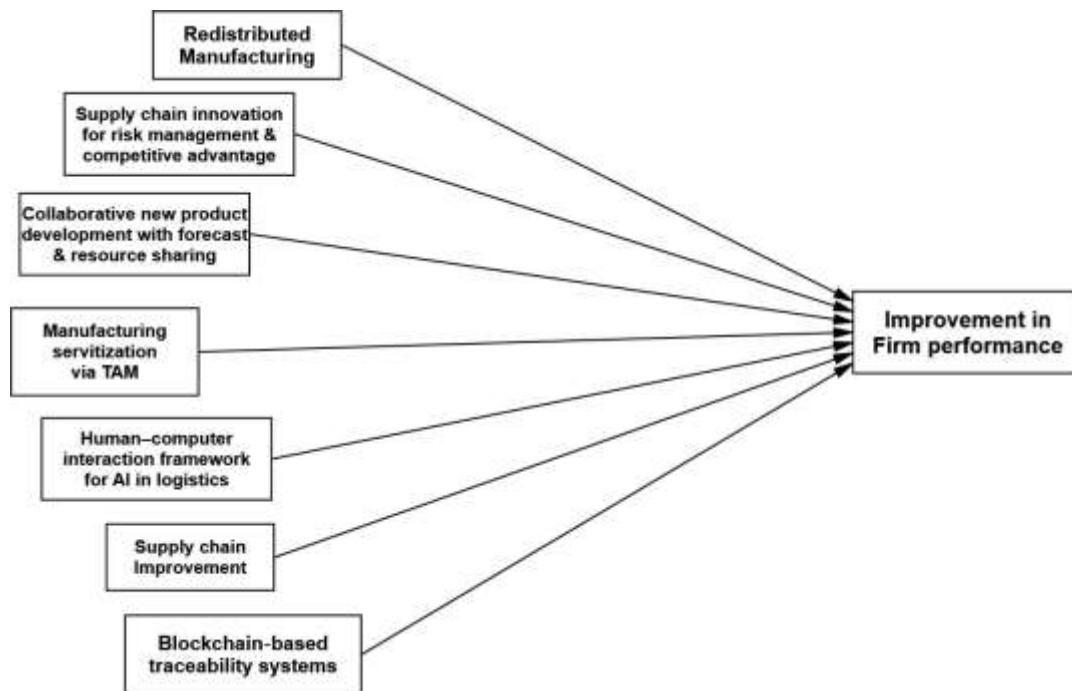 Redistributed
Manufacturing
Supply chain innovation
for risk management &
competitive advantage
Collaborative new product
development with forecast
& resource sharing
Manufacturing
servitization
via TAM
Human–computer
interaction framework
for AI in logistics
Supply chain
Improvement
Blockchain-based
traceability systems
Improvement in
Firm performance